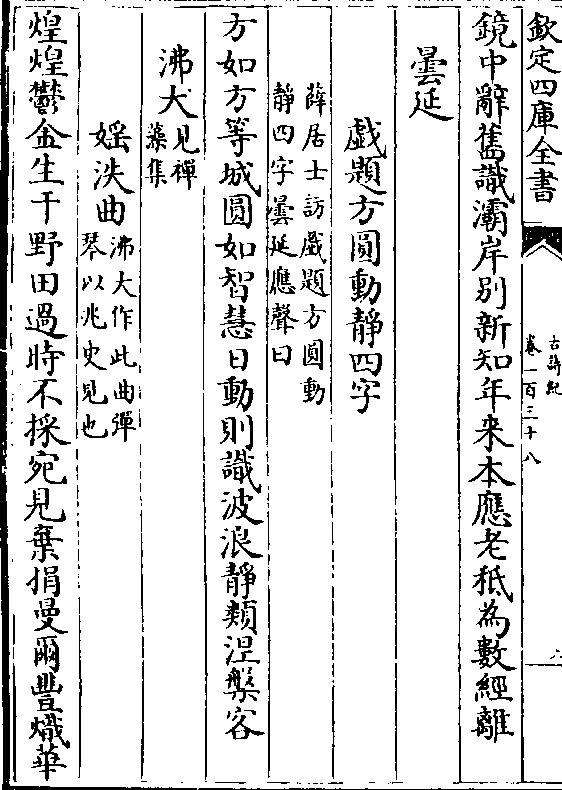 欽定四庫全書
古詩紀
卷一百三十八
鏡中辭舊識灞岸别新知年来本應老秪為數經離
曇延
戯題方圓動靜四字
薛居士訪戯題方圓動
靜四字曇延應聲曰
方如方等城圓如智慧日動則識波浪靜類涅槃客
沸大
見禪
藻集
婬泆曲
沸大作此曲彈
琴以兆史見也
煌煌鬱金生于野田過時不採宛見棄捐曼爾豐熾華